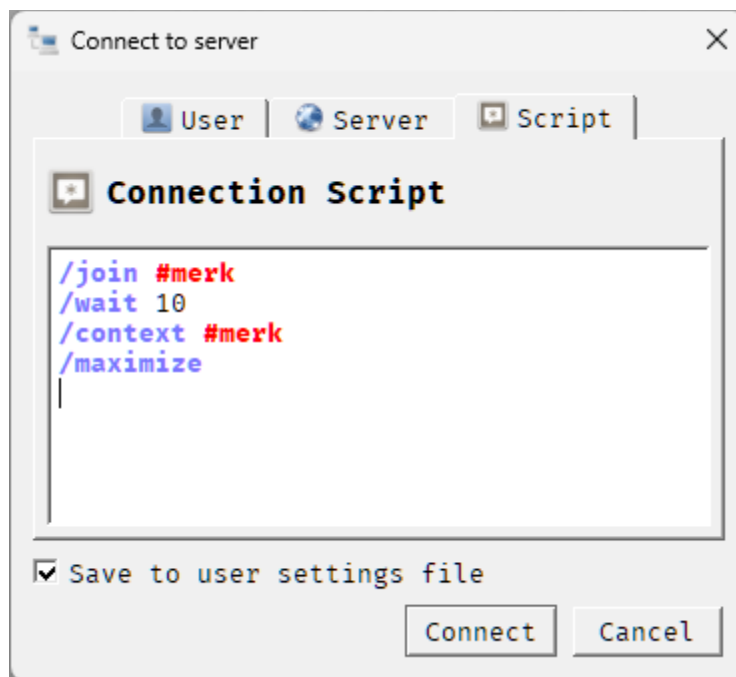 Connect to server
User
Server
Script
Connection Script
/join #merk
/wait 10
/context #merk
/maximize
Save to user settings file
Connect
Cancel